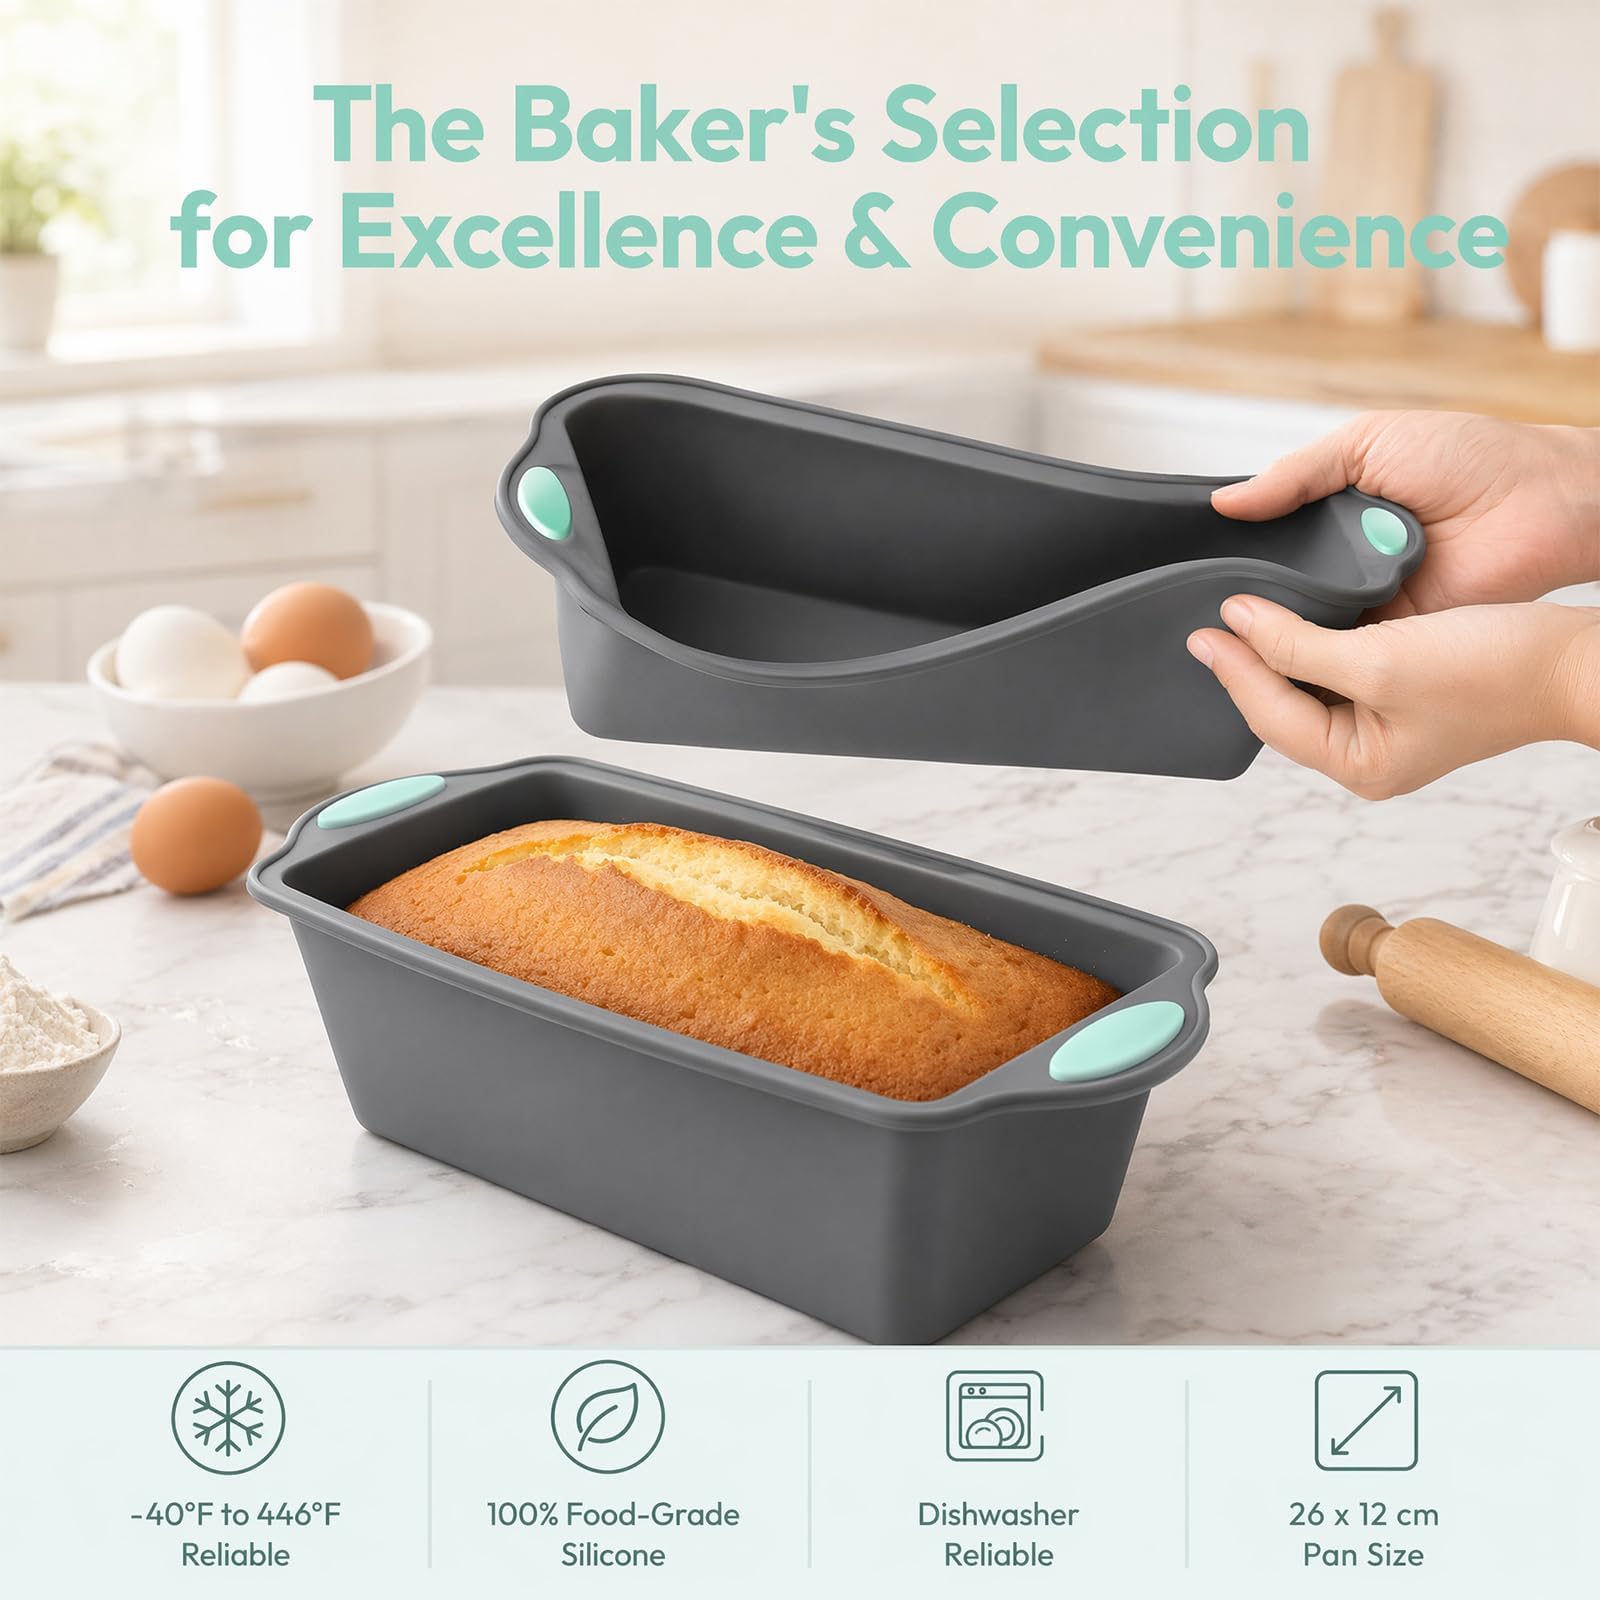 The Baker's Selection
for Excellence & Convenience
-40°F to 446°F
Reliable
100% Food-Grade
Silicone
Dishwasher
Reliable
26 x 12 cm
Pan Size